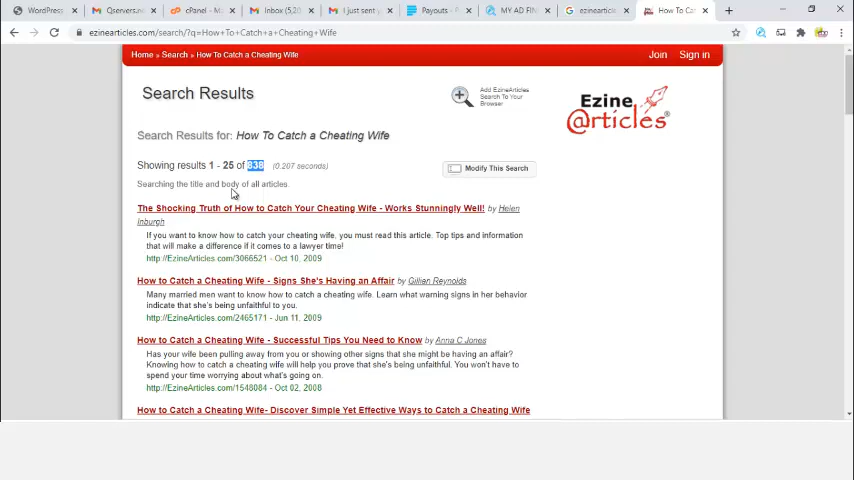 WordPress
Qservers.no
cPanel - M
Inbox (5,20
I just sent y
Payouts -
MY AD FIN
ezinearticle
How To Ca
ezinearticles.com/search/?q=How+To+Catch+a+Cheating+Wife
Home » Search » How To Catch a Cheating Wife
Join
Sign in
Search Results
Add EzineArticles
Search To Your
Browser
Ezine
@rticles
Search Results for: How To Catch a Cheating Wife
Showing results 1 - 25 of 838 (0.207 seconds)
Modify This Search
Searching the title and body of all articles.
The Shocking Truth of How to Catch Your Cheating Wife - Works Stunningly Well! by Helen
Inburgh
If you want to know how to catch your cheating wife, you must read this article. Top tips and information
that will make a difference if it comes to a lawyer time!
http://EzineArticles.com/3066521 - Oct 10, 2009
How to Catch a Cheating Wife - Signs She's Having an Affair by Gillian Reynolds
Many married men want to know how to catch a cheating wife. Learn what warning signs in her behavior
indicate that she's being unfaithful to you.
http://EzineArticles.com/2465171 - Jun 11, 2009
How to Catch a Cheating Wife - Successful Tips You Need to Know by Anna C Jones
Has your wife been pulling away from you or showing other signs that she might be having an affair?
Knowing how to catch a cheating wife will help you prove that she's being unfaithful. You won't have to
spend your time worrying about what's going on.
http://EzineArticles.com/1548084 - Oct 02, 2008
How to Catch a Cheating Wife- Discover Simple Yet Effective Ways to Catch a Cheating Wife